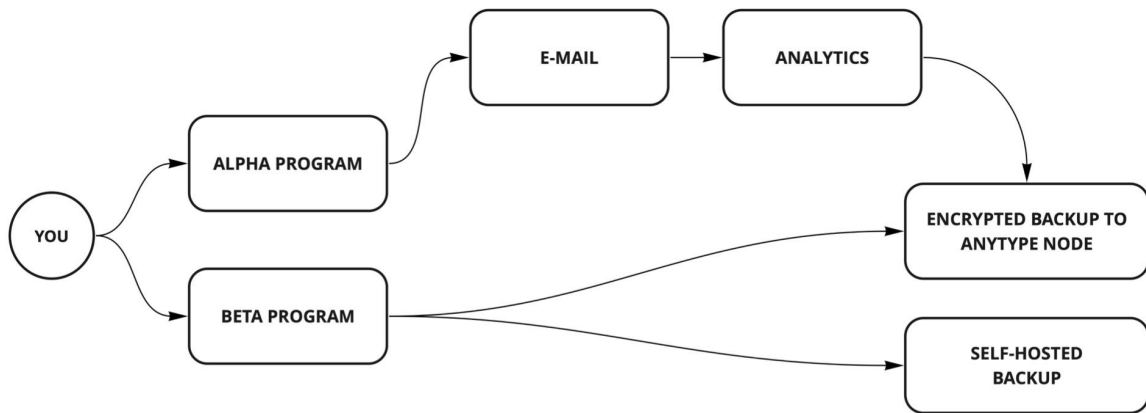 E-MAIL
ANALYTICS
ALPHA PROGRAM
YOU
BETA PROGRAM
ENCRYPTED BACKUP TO
ANYTYPE NODE
SELF-HOSTED
BACKUP